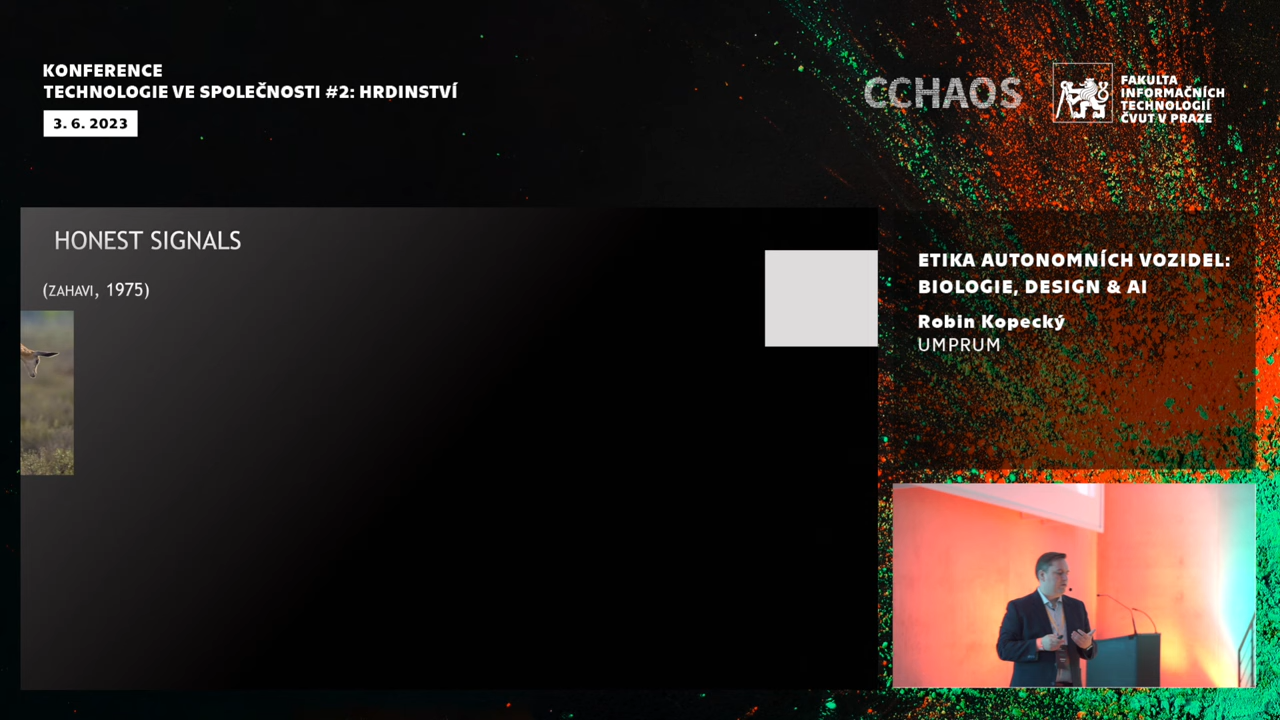 KONFERENCE
TECHNOLOGIE VE SPOLEČNOSTI #2: HRDINSTVÍ
3. 6. 2023
CCHAOS
FAKULTA
INFORMAČNÍCH
TECHNOLOGIÍ
ČVUT V PRAZE
HONEST SIGNALS
(ZAHAVI, 1975)
ETIKA AUTONOMNÍCH VOZIDEL:
BIOLOGIE, DESIGN & AI
Robin Kopecký
UMPRUM